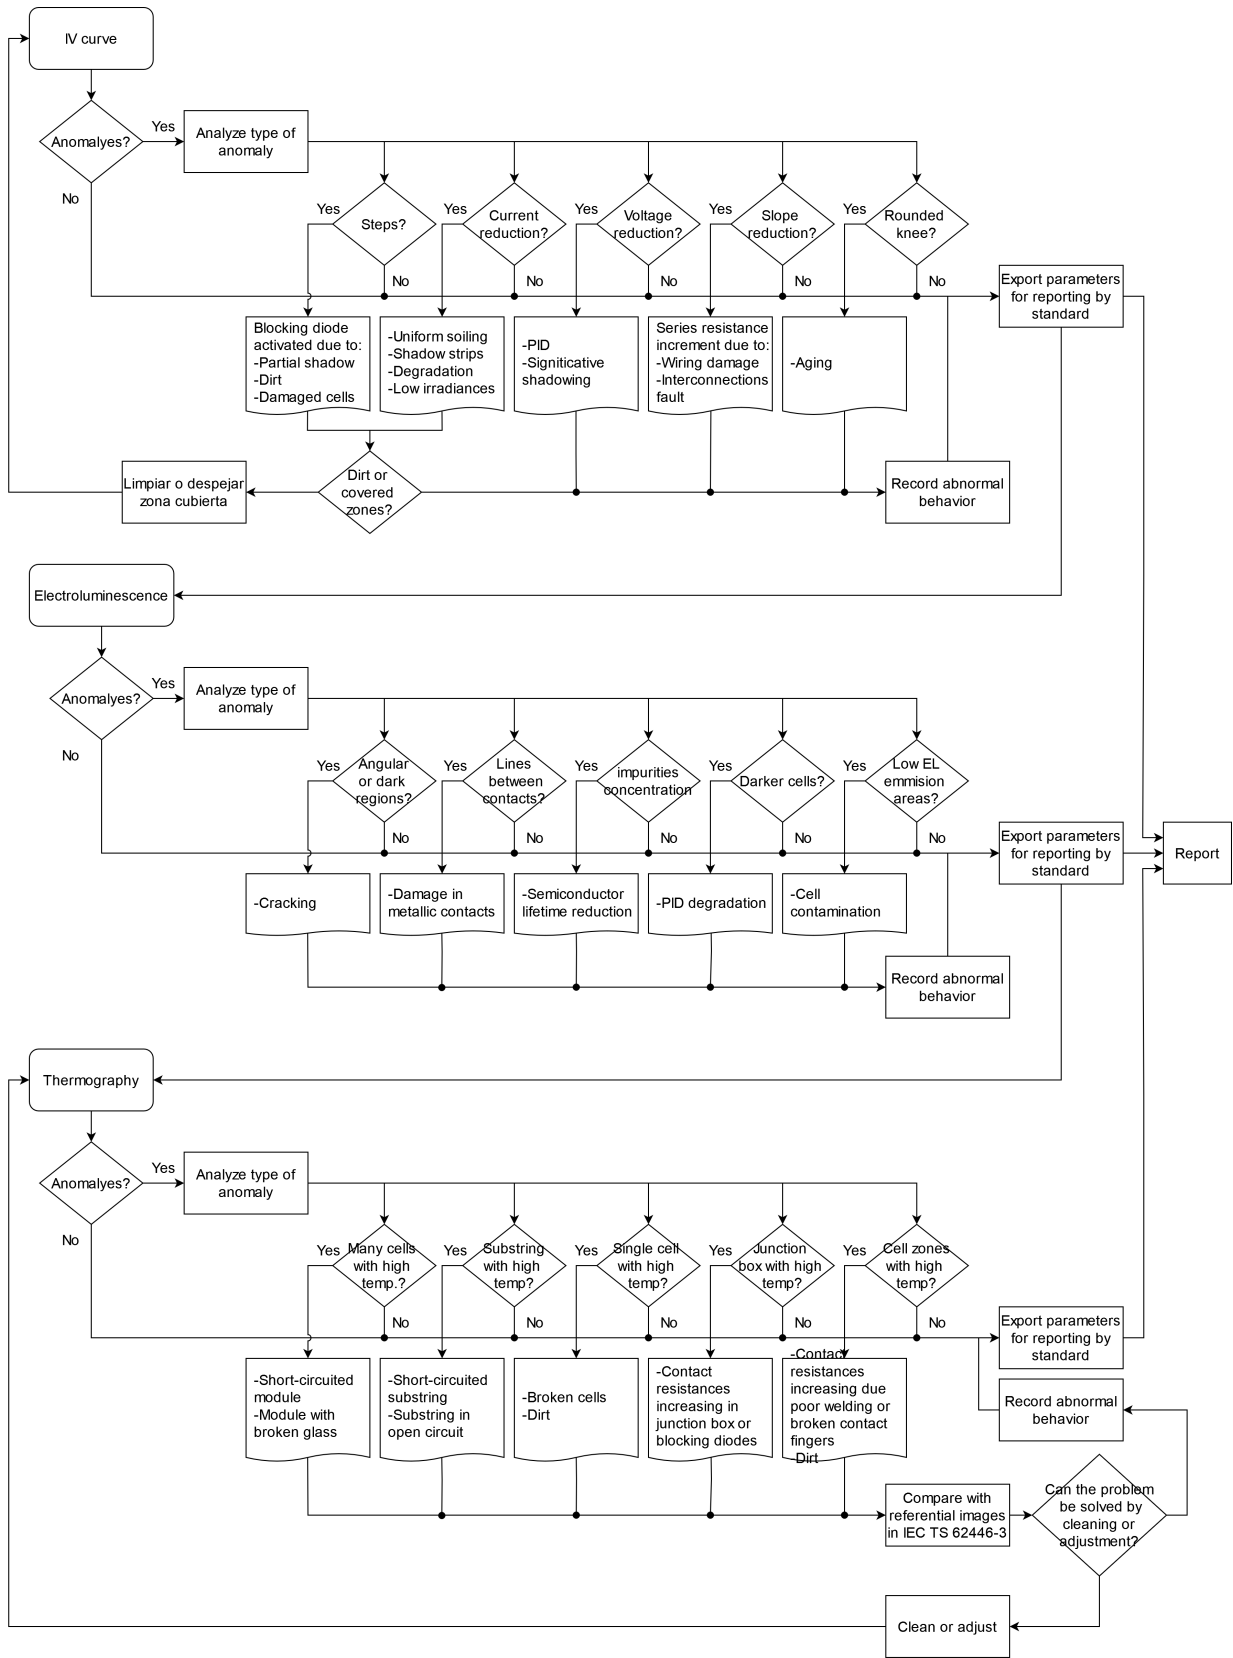 IV curve
Anomalyes?
Yes
No
Analyze type of
anomaly
Yes
Steps?
No
Yes
Current
reduction?
No
Yes
Voltage
reduction?
No
Yes
Slope
reduction?
No
Yes
Rounded
knee?
No
Export parameters
for reporting by
standard
Blocking diode
activated due to:
-Partial shadow
-Dirt
-Damaged cells
-Uniform soiling
-Shadow strips
-Degradation
-Low irradiances
-PID
-Signiticative
shadowing
Series resistance
increment due to:
-Wiring damage
-Interconnections
fault
-Aging
Limpiar o despejar
zona cubierta
Dirt or
covered
zones?
Record abnormal
behavior
Electroluminescence
Anomalyes?
Yes
No
Analyze type of
anomaly
Yes
Angular
or dark
regions?
No
Yes
Lines
between
contacts?
No
Yes
impurities
concentration
No
Yes
Darker cells?
No
Yes
Low EL
emmision
areas?
No
Export parameters
for reporting by
standard
Report
-Cracking
-Damage in
metallic contacts
-Semiconductor
lifetime reduction
-PID degradation
-Cell
contamination
Record abnormal
behavior
Thermography
Anomalyes?
Yes
No
Analyze type of
anomaly
Yes
Many cells
with high
temp.?
No
Yes
Substring
with high
temp?
No
Yes
Single cell
with high
temp?
No
Yes
Junction
box with high
temp?
No
Yes
Cell zones
with high
temp?
No
Export parameters
for reporting by
standard
-Short-circuited
module
-Module with
broken glass
-Short-circuited
substring
-Substring in
open circuit
-Broken cells
-Dirt
-Contact
resistances
increasing in
junction box or
blocking diodes
-Contact
resistances
increasing due
poor welding or
broken contact
fingers
-Dirt
Record abnormal
behavior
Compare with
referential images
in IEC TS 62446-3
Can the problem
be solved by
cleaning or
adjustment?
Clean or adjust